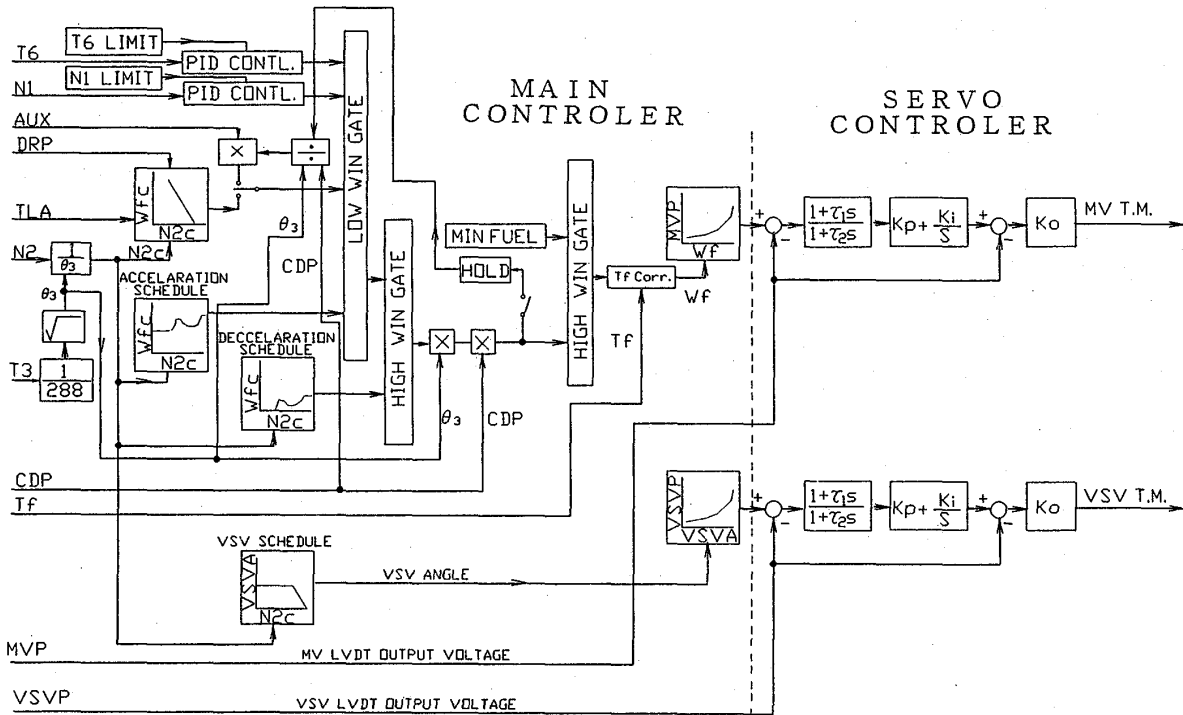 T6 LIMIT
T6
PID CONTL.
N1 LIMIT
N1
PID CONTL.
MAIN
CONTROLER
SERVO
CONTROLER
AUX
DRP
×
÷
LOW WIN GATE
Wfc
TLA
N2c
N2
1
θ3
N2c
θ3
CDP
θ3
√
T3
1
288
ACCELARATION
SCHEDULE
Wfc
N2c
DECCELARATION
SCHEDULE
Wfc
N2c
HIGH WIN GATE
×
×
θ3
CDP
MIN FUEL
HOLD
HIGH WIN GATE
Tf Corr.
Tf
Wf
MVP
Wf
+
-
1+τ1s
1+τ2s
Kp+ Ki
S
+
-
Ko
MV T.M.
CDP
Tf
VSVP
VSVA
+
-
1+τ1s
1+τ2s
Kp+ Ki
S
+
-
Ko
VSV T.M.
VSV SCHEDULE
VSVA
N2c
VSV ANGLE
MVP
MV LVDT OUTPUT VOLTAGE
VSVP
VSV LVDT OUTPUT VOLTAGE